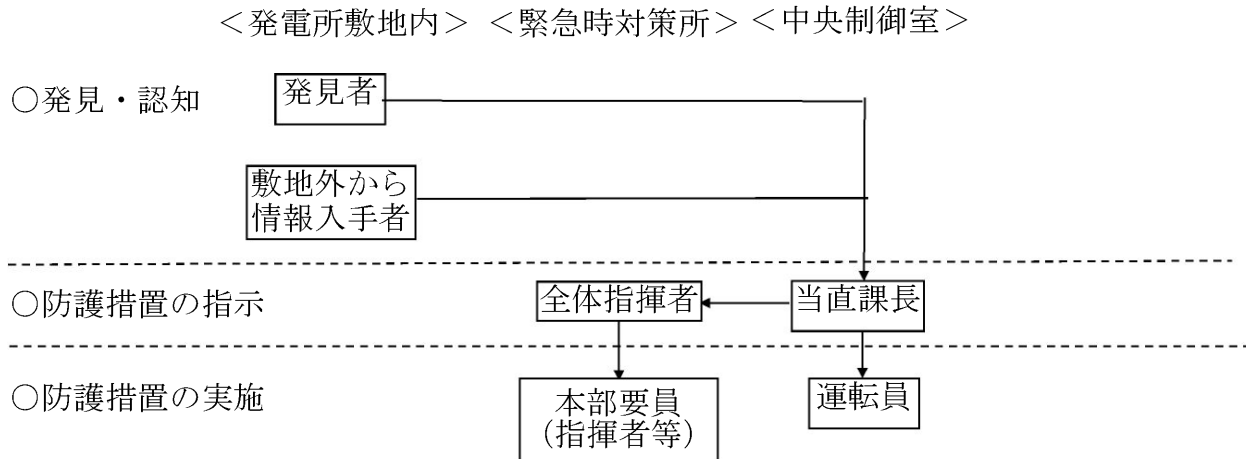 ＜発電所敷地内＞ ＜緊急時対策所＞ ＜中央制御室＞
○発見・認知
発見者
敷地外から
情報入手者
○防護措置の指示
全体指揮者
当直課長
○防護措置の実施
本部要員
（指揮者等）
運転員